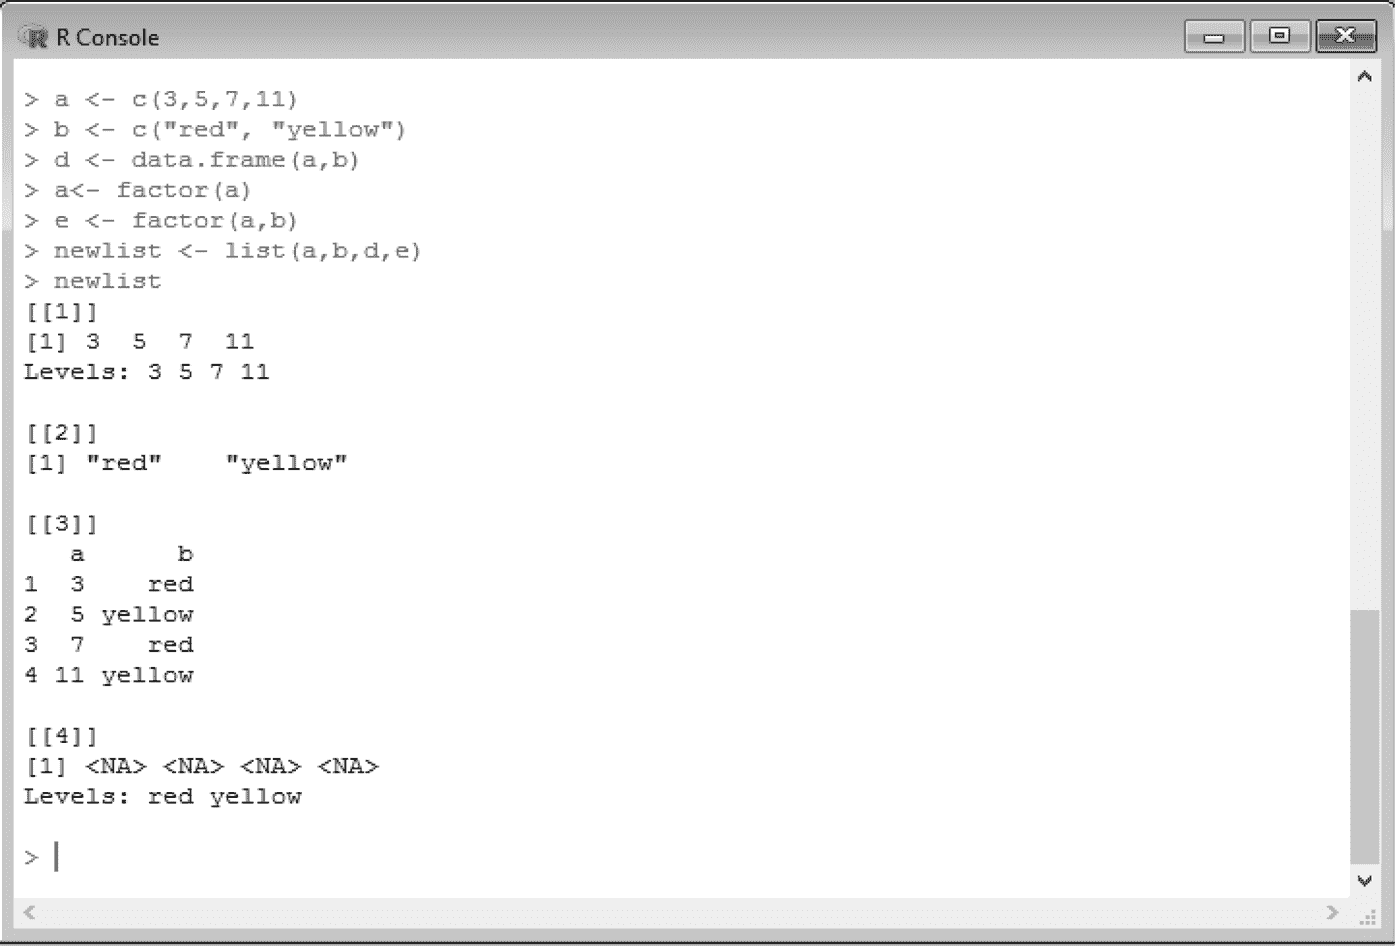 R Console
> a <- c(3,5,7,11)
> b <- c("red", "yellow")
> d <- data.frame(a,b)
> a<- factor(a)
> e <- factor(a,b)
> newlist <- list(a,b,d,e)
> newlist
[[1]]
[1] 3  5  7  11
Levels: 3 5 7 11
[[2]]
[1] "red"    "yellow"
[[3]]
   a      b
1  3    red
2  5 yellow
3  7    red
4 11 yellow
[[4]]
[1] <NA> <NA> <NA> <NA>
Levels: red yellow
>